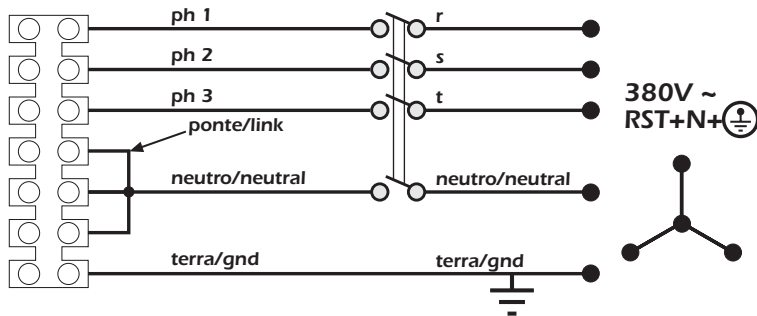 ph 1 r
ph 2 s
ph 3 t
ponte/link
neutro/neutral neutro/neutral
terra/gnd terra/gnd
380V ~
RST+N+